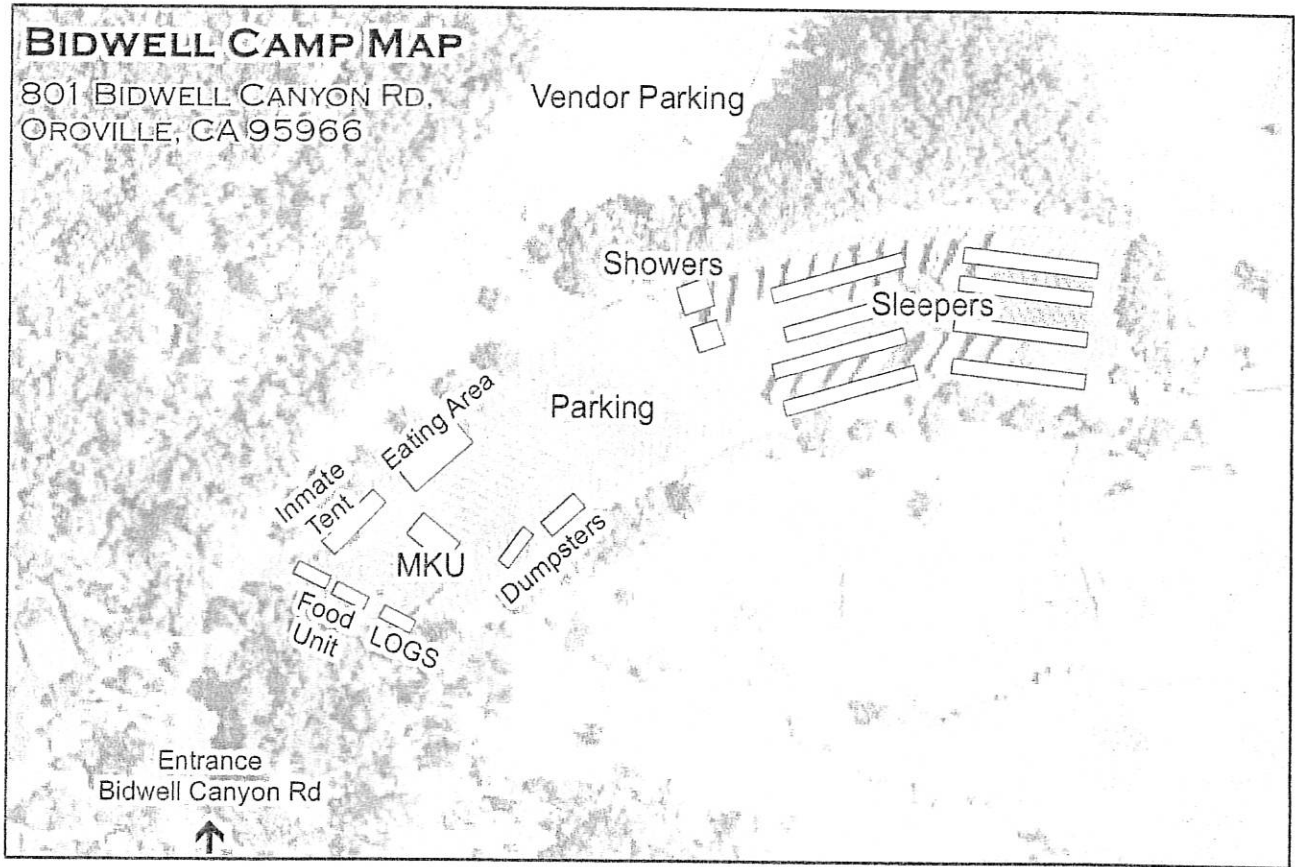 BIDWELL CAMP MAP
801 BIDWELL CANYON RD,
OROVILLE, CA 95966
Vendor Parking
Showers
Sleepers
Parking
Eating Area
Inmate
Tent
MKU
Dumpsters
Food
Unit
LOGS
Entrance
Bidwell Canyon Rd